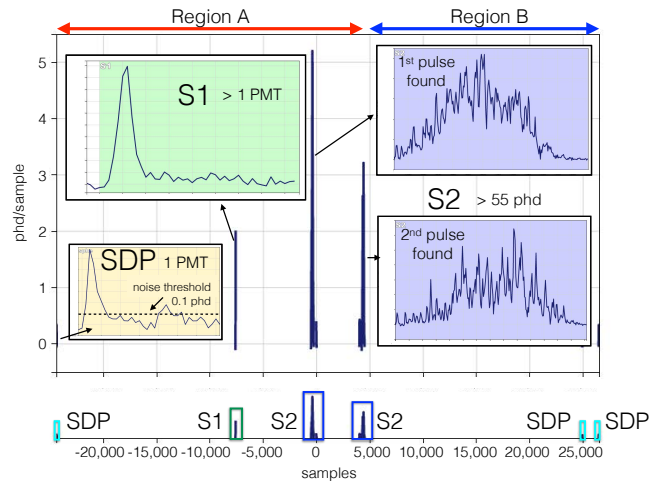 Region A
Region B
5
4
3
2
1
0
phd/sample
S1 > 1 PMT
1st pulse
found
S2 > 55 phd
SDP 1 PMT
noise threshold
0.1 phd
2nd pulse
found
SDP
S1
S2
S2
SDP
SDP
-20,000
-15,000
-10,000
-5,000
0
5,000
10,000
15,000
20,000
25,000
samples